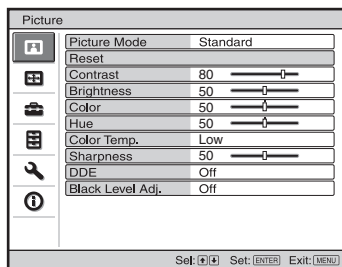 Picture
Picture Mode Standard
Reset
Contrast 80
Brightness 50
Color 50
Hue 50
Color Temp. Low
Sharpness 50
DDE Off
Black Level Adj. Off
Sel: Set: ENTER Exit: MENU